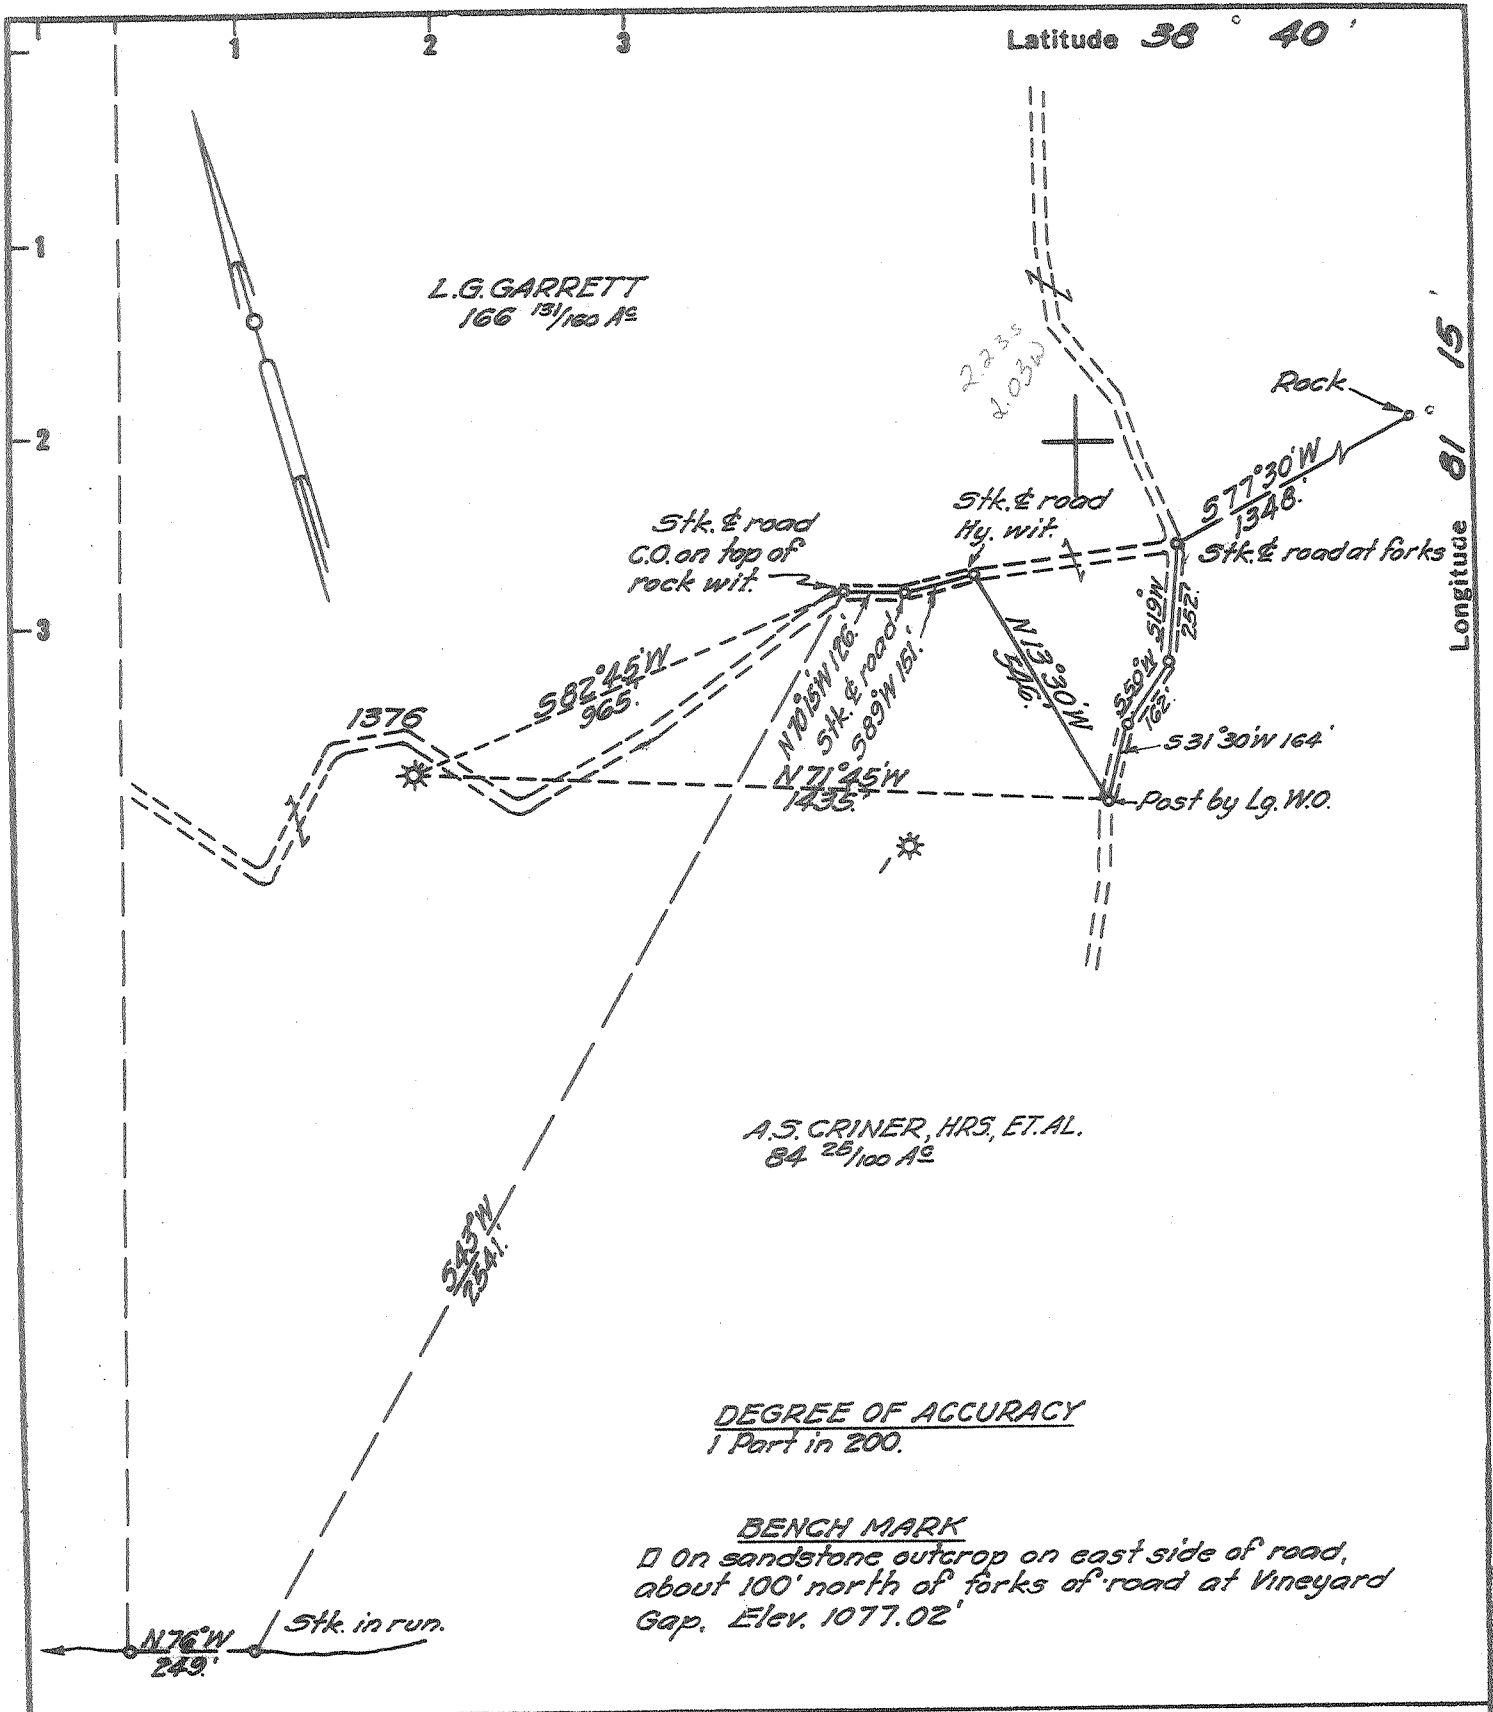 1 2 3
Latitude 38° 40'
1
2
3
L.G. GARRETT
166 131/160 Ac
2.23s
2.03w
Longitude 81° 15'
Rock
S77°30'W
1348.'
Stk. ℄ road
Hy. wit.
Stk. ℄ road at forks
Stk. ℄ road
C.O. on top of
rock wit.
S82°45'W
965.'
1376
N70°15'W 126.'
Stk. ℄ road
S89°W 151.'
N13°30'W
546.'
S19°W
252.'
S50°W
162.'
S31°30'W 164'
N71°45'W
1435.'
Post by Lg. W.O.
A.S. CRINER, HRS, ET. AL.
84 25/100 Ac
S43°W
2541.'
DEGREE OF ACCURACY
1 Part in 200.
BENCH MARK
□ On sandstone outcrop on east side of road,
about 100' north of forks of road at Vineyard
Gap. Elev. 1077.02'
Stk. in run.
N76°W
249.'